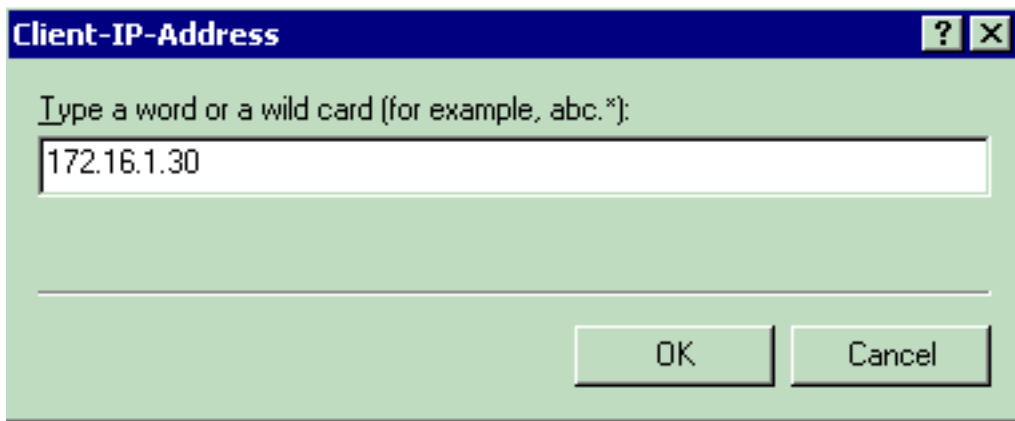 Client-IP-Address
Type a word or a wild card (for example, abc.*):
172.16.1.30
OK Cancel